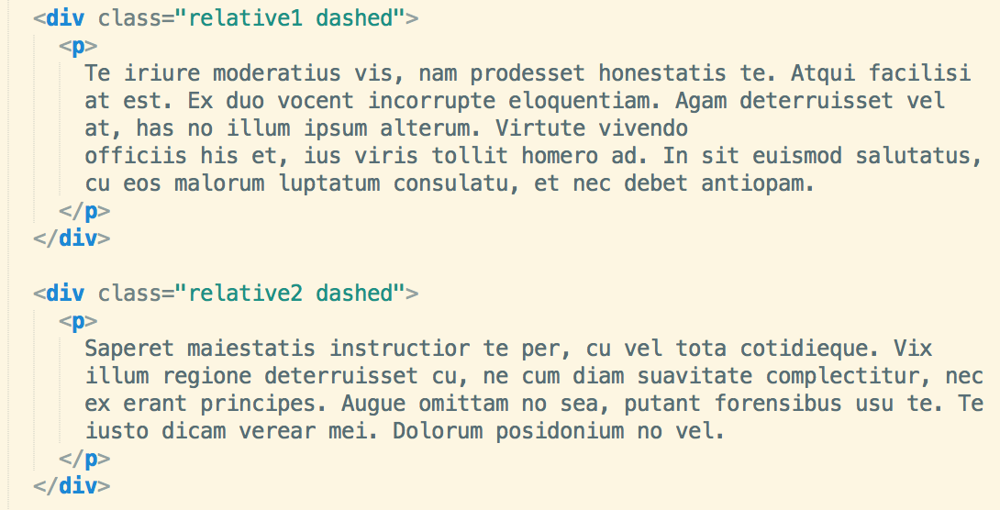 <div class="relative1 dashed">
<p>
Te iriure moderatius vis, nam prodesset honestatis te. Atqui facilisi
at est. Ex duo vocent incorrupte eloquentiam. Agam deterruisset vel
at, has no illum ipsum alterum. Virtute vivendo
officiis his et, ius viris tollit homero ad. In sit euismod salutatus,
cu eos malorum luptatum consulatu, et nec debet antiopam.
</p>
</div>
<div class="relative2 dashed">
<p>
Saperet maiestatis instructior te per, cu vel tota cotidieque. Vix
illum regione deterruisset cu, ne cum diam suavitate complectitur, nec
ex erant principes. Augue omittam no sea, putant forensibus usu te. Te
iusto dicam verear mei. Dolorum posidonium no vel.
</p>
</div>